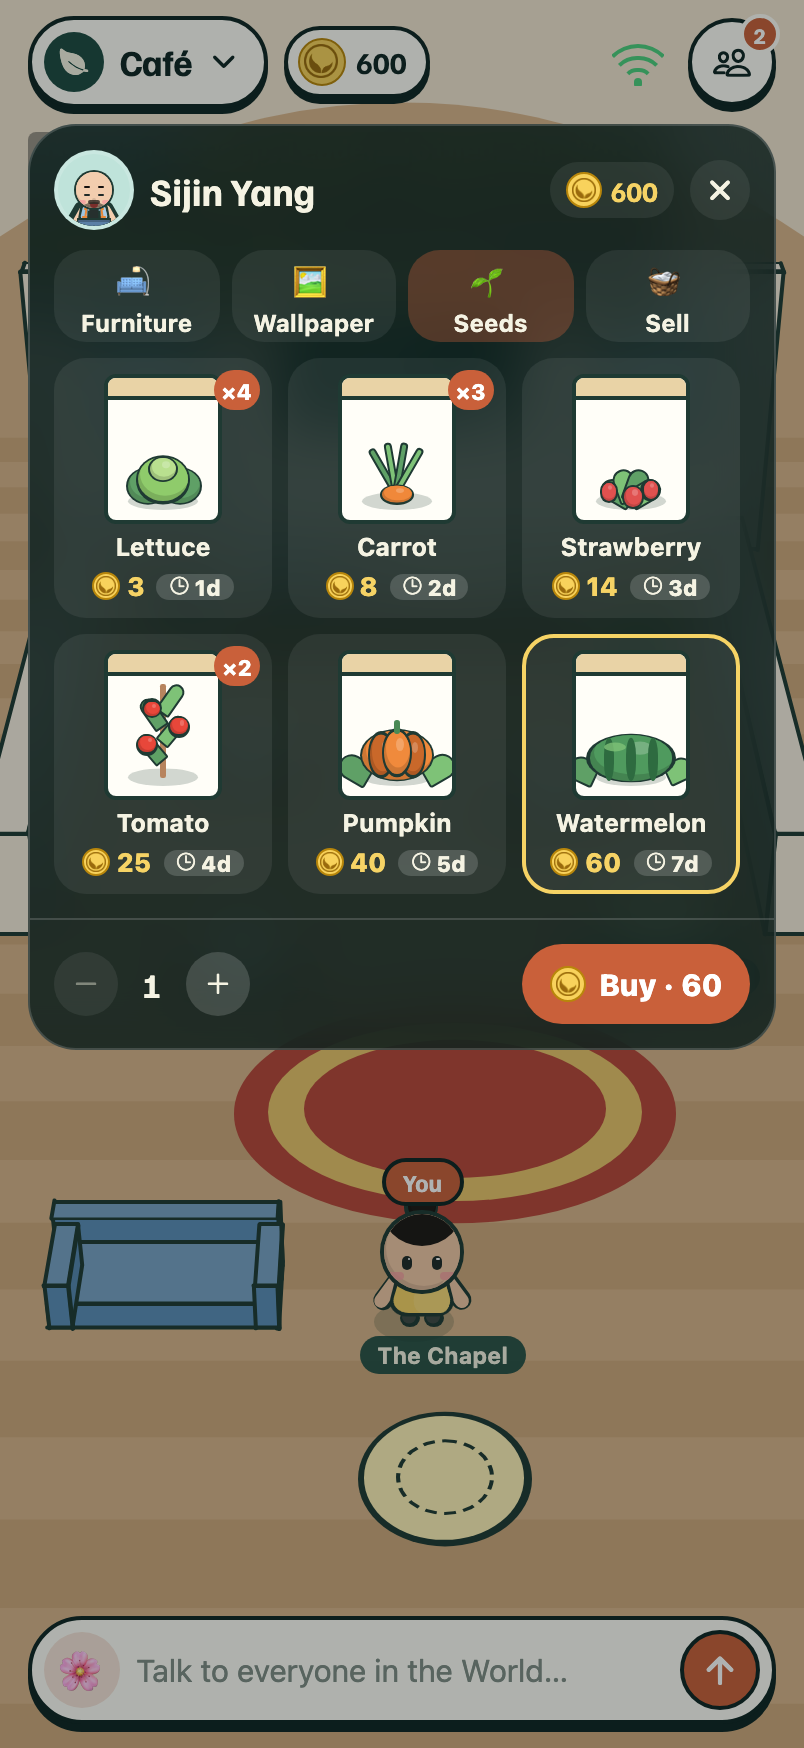 Café
600
2
Sijin Yang
600
Furniture
Wallpaper
Seeds
Sell
×4
×3
Lettuce
Carrot
Strawberry
3
1d
8
2d
14
3d
×2
Tomato
Pumpkin
Watermelon
25
4d
40
5d
60
7d
1
Buy · 60
You
The Chapel
Talk to everyone in the World...